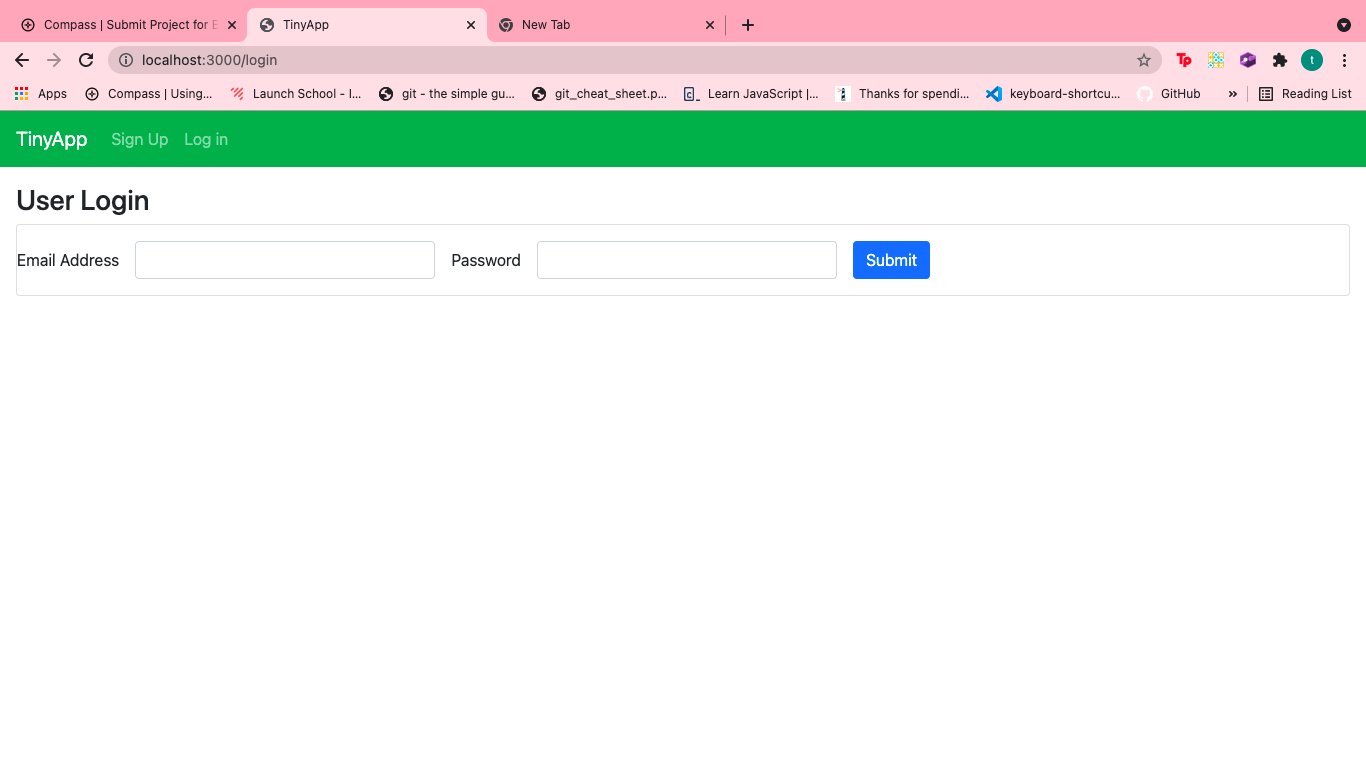 Compass | Submit Project for E
TinyApp
New Tab
localhost:3000/login
Tp
t
Apps
Compass | Using...
Launch School - I...
git - the simple gu...
git_cheat_sheet.p...
Learn JavaScript |...
Thanks for spendi...
keyboard-shortcu...
GitHub
»
Reading List
TinyApp Sign Up Log in
User Login
Email Address Password Submit